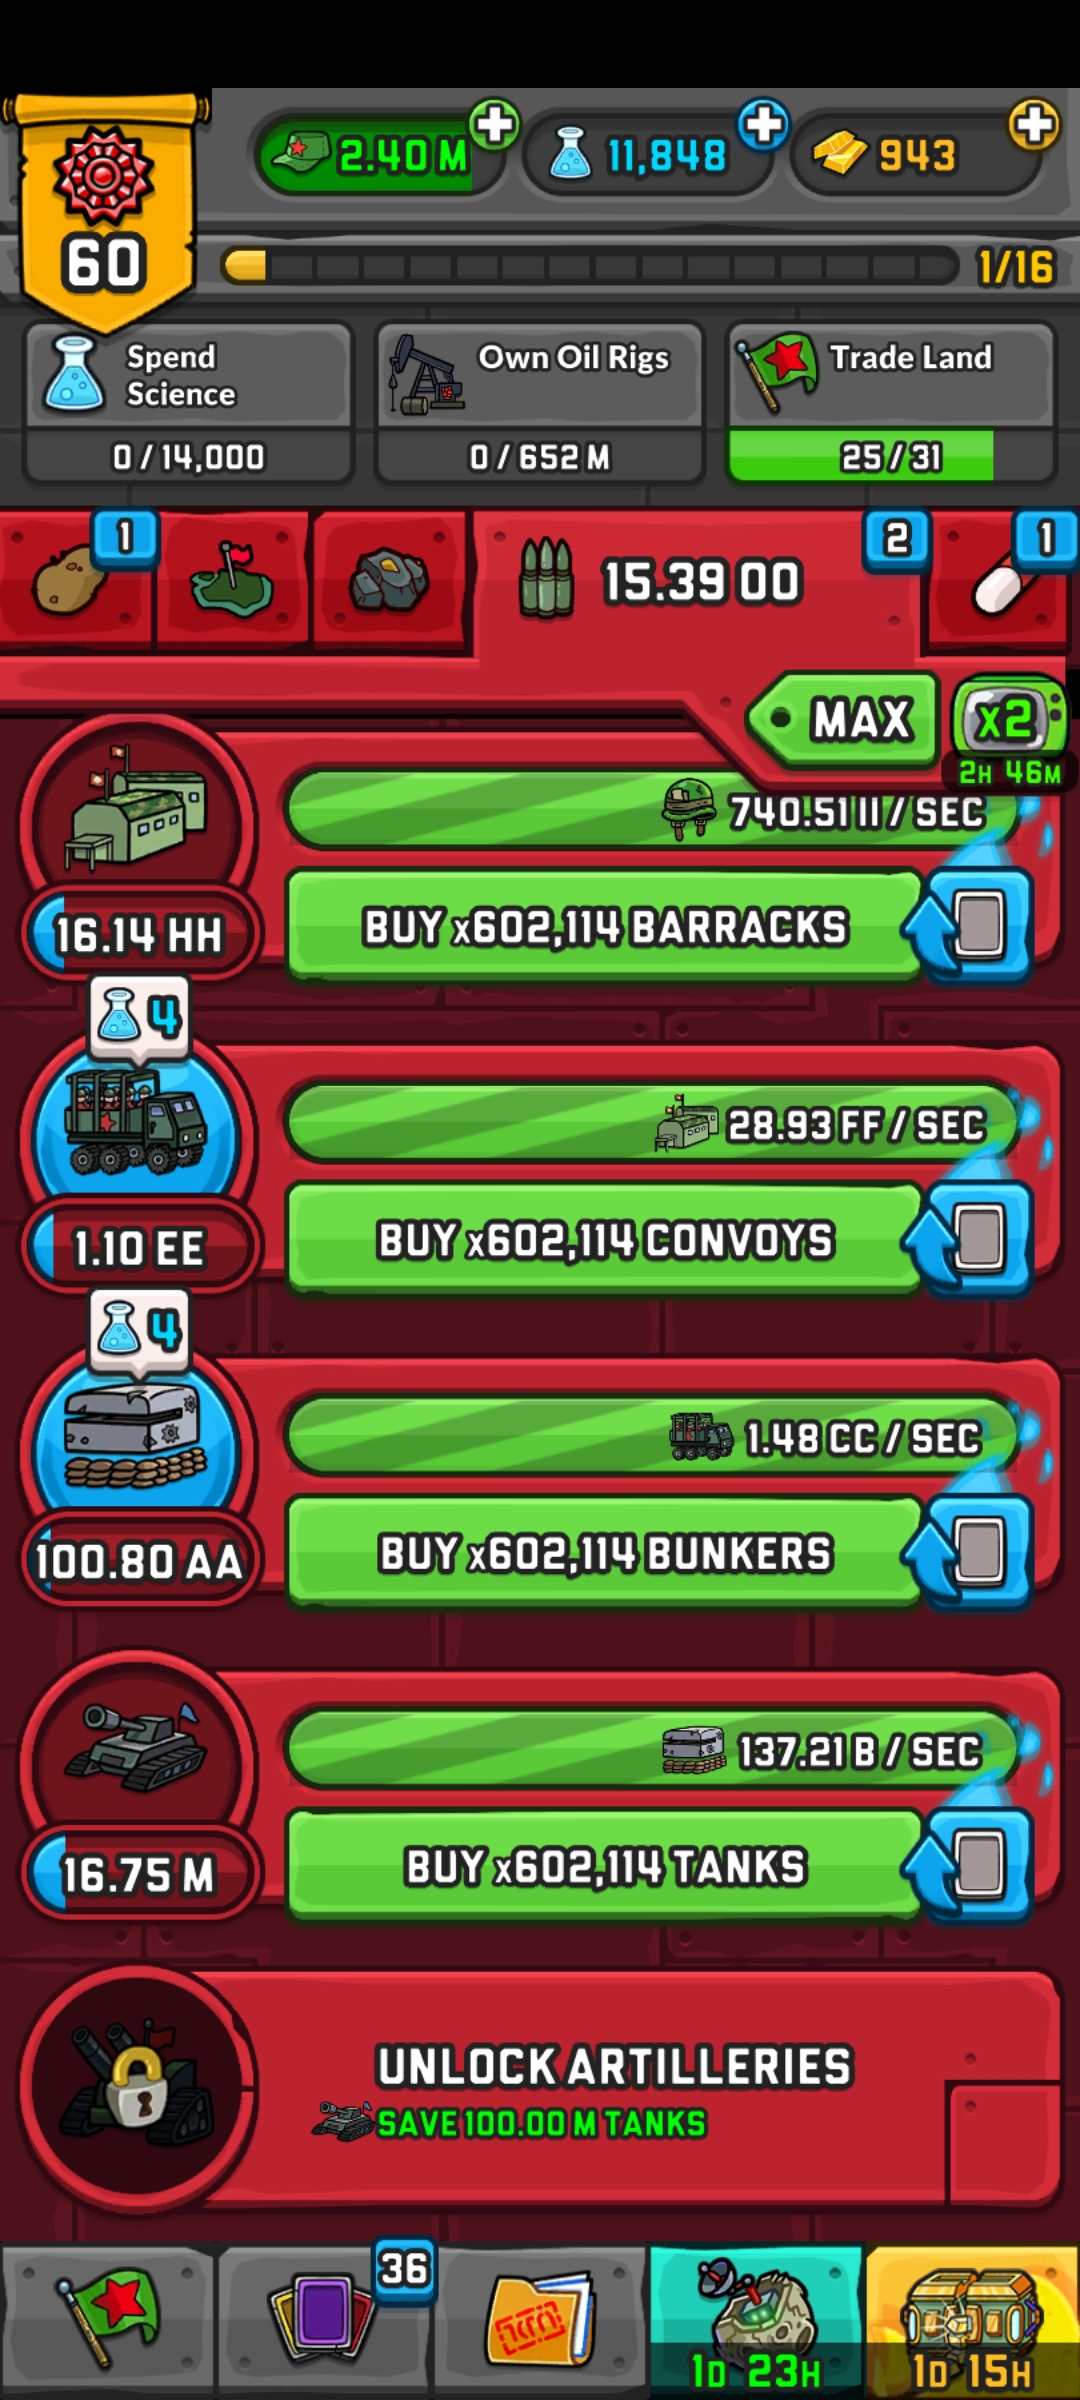 2.40 M
11,848
943
60
1/16
Spend
Science
0 / 14,000
Own Oil Rigs
0 / 652 M
Trade Land
25 / 31
1
15.39 OO
2
1
MAX
x2
2H 46M
740.51 II / SEC
16.14 HH
BUY x602,114 BARRACKS
4
28.93 FF / SEC
1.10 EE
BUY x602,114 CONVOYS
4
1.48 CC / SEC
100.80 AA
BUY x602,114 BUNKERS
137.21 B / SEC
16.75 M
BUY x602,114 TANKS
UNLOCK ARTILLERIES
SAVE 100.00 M TANKS
36
1D 23H
1D 15H